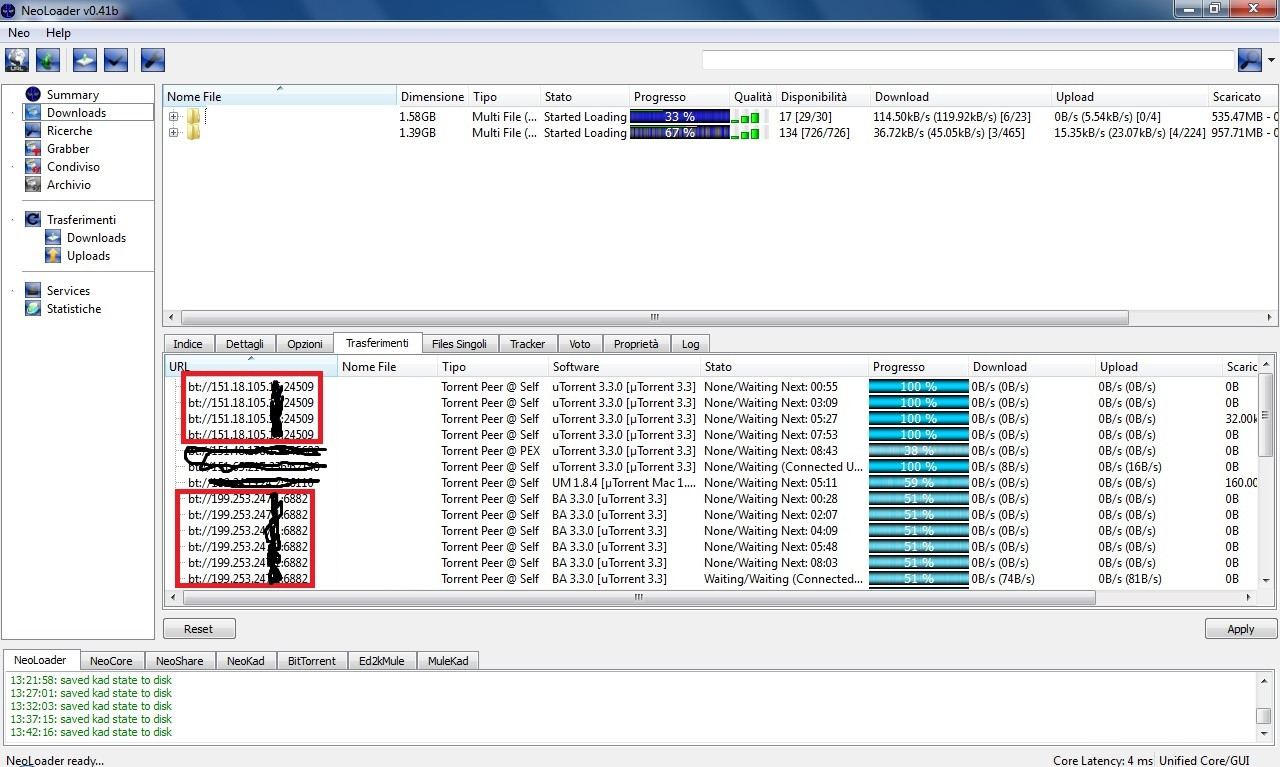 NeoLoader v0.41b
Neo Help
URL
Summary
Downloads
Ricerche
Grabber
Condiviso
Archivio
Trasferimenti
Downloads
Uploads
Services
Statistiche
Nome File Dimensione Tipo Stato Progresso Qualità Disponibilità Download Upload Scaricato
1.58GB Multi File (... Started Loading 33 % 17 [29/30] 114.50kB/s (119.92kB/s) [6/23] 0B/s (5.54kB/s) [0/4] 535.47MB -
1.39GB Multi File (... Started Loading 67 % 134 [726/726] 36.72kB/s (45.05kB/s) [3/465] 15.35kB/s (23.07kB/s) [4/224] 957.71MB -
Indice Dettagli Opzioni Trasferimenti Files Singoli Tracker Voto Proprietà Log
URL Nome File Tipo Software Stato Progresso Download Upload Scaric
bt://151.18.105. :24509 Torrent Peer @ Self uTorrent 3.3.0 [µTorrent 3.3] None/Waiting Next: 00:55 100 % 0B/s (0B/s) 0B/s (0B/s) 0B
bt://151.18.105. :24509 Torrent Peer @ Self uTorrent 3.3.0 [µTorrent 3.3] None/Waiting Next: 03:09 100 % 0B/s (0B/s) 0B/s (0B/s) 0B
bt://151.18.105. :24509 Torrent Peer @ Self uTorrent 3.3.0 [µTorrent 3.3] None/Waiting Next: 05:27 100 % 0B/s (0B/s) 0B/s (0B/s) 32.00k
bt://151.18.105. :24509 Torrent Peer @ Self uTorrent 3.3.0 [µTorrent 3.3] None/Waiting Next: 07:53 100 % 0B/s (0B/s) 0B/s (0B/s) 0B
Torrent Peer @ PEX uTorrent 3.3.0 [µTorrent 3.3] None/Waiting Next: 08:43 38 % 0B/s (0B/s) 0B/s (0B/s) 0B
Torrent Peer @ Self uTorrent 3.3.0 [µTorrent 3.3] None/Waiting (Connected U... 100 % 0B/s (8B/s) 0B/s (16B/s) 0B
Torrent Peer @ Self UM 1.8.4 [µTorrent Mac 1.... None/Waiting Next: 05:11 59 % 0B/s (0B/s) 0B/s (0B/s) 160.00
bt://199.253.24 :6882 Torrent Peer @ Self BA 3.3.0 [uTorrent 3.3] None/Waiting Next: 00:28 51 % 0B/s (0B/s) 0B/s (0B/s) 0B
bt://199.253.24 :6882 Torrent Peer @ Self BA 3.3.0 [uTorrent 3.3] None/Waiting Next: 02:07 51 % 0B/s (0B/s) 0B/s (0B/s) 0B
bt://199.253.24 :6882 Torrent Peer @ Self BA 3.3.0 [uTorrent 3.3] None/Waiting Next: 04:09 51 % 0B/s (0B/s) 0B/s (0B/s) 0B
bt://199.253.24 :6882 Torrent Peer @ Self BA 3.3.0 [uTorrent 3.3] None/Waiting Next: 05:48 51 % 0B/s (0B/s) 0B/s (0B/s) 0B
bt://199.253.24 :6882 Torrent Peer @ Self BA 3.3.0 [uTorrent 3.3] None/Waiting Next: 08:03 51 % 0B/s (0B/s) 0B/s (0B/s) 0B
bt://199.253.24 :6882 Torrent Peer @ Self BA 3.3.0 [uTorrent 3.3] Waiting/Waiting (Connected... 51 % 0B/s (74B/s) 0B/s (81B/s) 0B
Reset Apply
NeoLoader NeoCore NeoShare NeoKad BitTorrent Ed2kMule MuleKad
13:21:58: saved kad state to disk
13:27:01: saved kad state to disk
13:32:03: saved kad state to disk
13:37:15: saved kad state to disk
13:42:16: saved kad state to disk
NeoLoader ready... Core Latency: 4 ms Unified Core/GUI